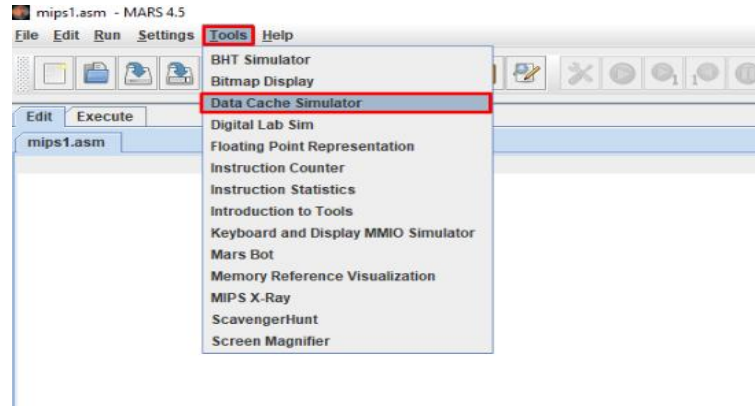 mips1.asm - MARS 4.5
File Edit Run Settings Tools Help
BHT Simulator
Bitmap Display
Data Cache Simulator
Digital Lab Sim
Floating Point Representation
Instruction Counter
Instruction Statistics
Introduction to Tools
Keyboard and Display MMIO Simulator
Mars Bot
Memory Reference Visualization
MIPS X-Ray
ScavengerHunt
Screen Magnifier
Edit Execute
mips1.asm